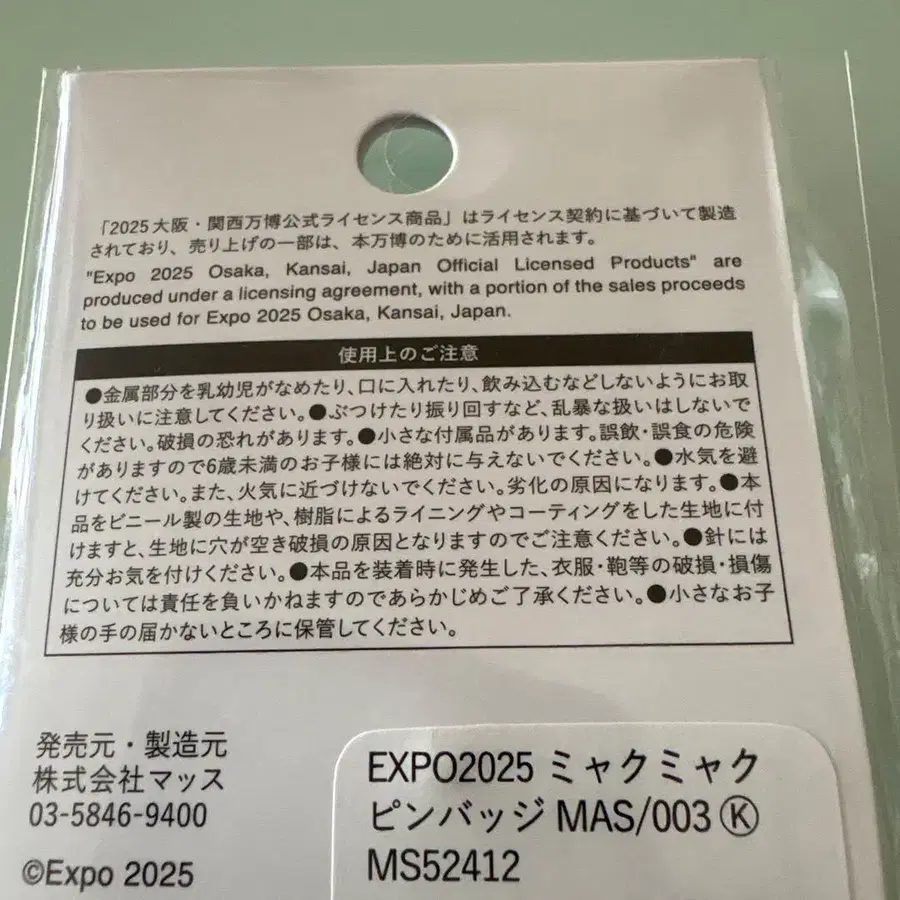 「2025大阪・関西万博公式ライセンス商品」はライセンス契約に基づいて製造
されており、売り上げの一部は、本万博のために活用されます。
"Expo 2025 Osaka, Kansai, Japan Official Licensed Products" are
produced under a licensing agreement, with a portion of the sales proceeds
to be used for Expo 2025 Osaka, Kansai, Japan.
使用上のご注意
●金属部分を乳幼児がなめたり、口に入れたり、飲み込むなどしないようにお取
り扱いに注意してください。●ぶつけたり振り回すなど、乱暴な扱いはしないで
ください。破損の恐れがあります。●小さな付属品があります。誤飲・誤食の危険
がありますので6歳未満のお子様には絶対に与えないでください。●水気を避
けてください。また、火気に近づけないでください。劣化の原因になります。●本
品をビニール製の生地や、樹脂によるライニングやコーティングをした生地に付
けますと、生地に穴が空き破損の原因となりますのでご注意ください。●針には
充分お気を付けください。●本品を装着時に発生した、衣服・鞄等の破損・損傷
については責任を負いかねますのであらかじめご了承ください。●小さなお子
様の手の届かないところに保管してください。
発売元・製造元
株式会社マッス
03-5846-9400
©Expo 2025
EXPO2025 ミャクミャク
ピンバッジ MAS/003 Ⓚ
MS52412